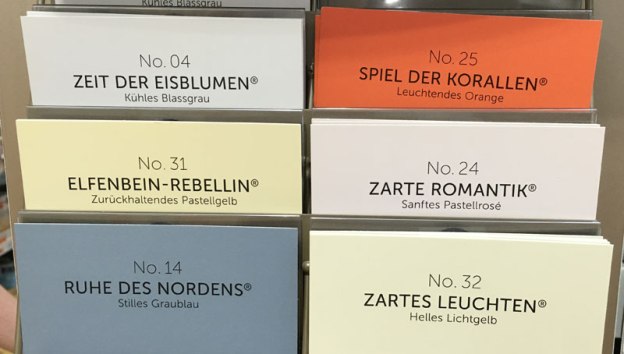 Kühles Blassgrau
No. 04
ZEIT DER EISBLUMEN®
Kühles Blassgrau
No. 25
SPIEL DER KORALLEN®
Leuchtendes Orange
No. 31
ELFENBEIN-REBELLIN®
Zurückhaltendes Pastellgelb
No. 24
ZARTE ROMANTIK®
Sanftes Pastellrosé
No. 14
RUHE DES NORDENS®
Stilles Graublau
No. 32
ZARTES LEUCHTEN®
Helles Lichtgelb